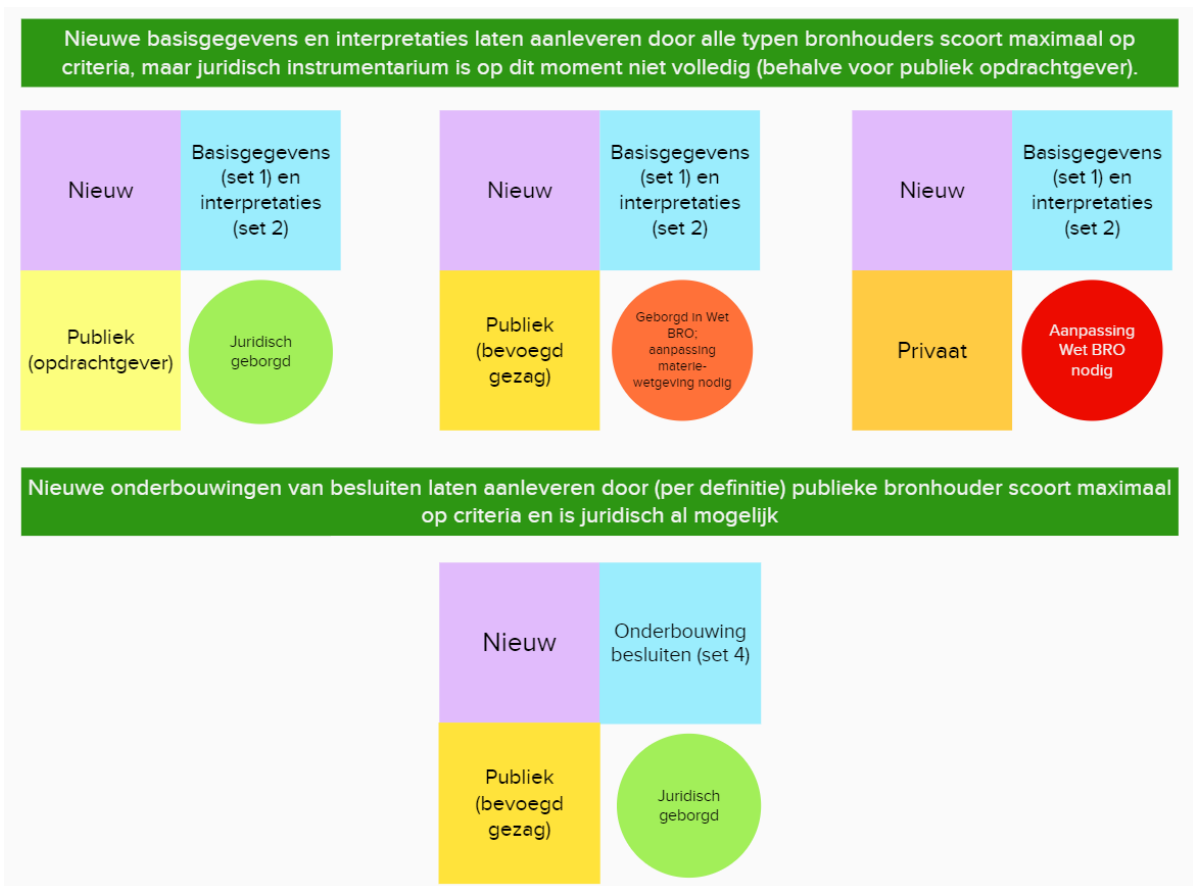 Nieuwe basisgegevens en interpretaties laten aanleveren door alle typen bronhouders scoort maximaal op
criteria, maar juridisch instrumentarium is op dit moment niet volledig (behalve voor publiek opdrachtgever).
Nieuw
Basisgegevens
(set 1) en
interpretaties
(set 2)
Publiek
(opdrachtgever)
Juridisch
geborgd
Nieuw
Basisgegevens
(set 1) en
interpretaties
(set 2)
Publiek
(bevoegd
gezag)
Geborgd in Wet
BRO;
aanpassing
materie-
wetgeving nodig
Nieuw
Basisgegevens
(set 1) en
interpretaties
(set 2)
Privaat
Aanpassing
Wet BRO
nodig
Nieuwe onderbouwingen van besluiten laten aanleveren door (per definitie) publieke bronhouder scoort maximaal
op criteria en is juridisch al mogelijk
Nieuw
Onderbouwing
besluiten (set 4)
Publiek
(bevoegd
gezag)
Juridisch
geborgd